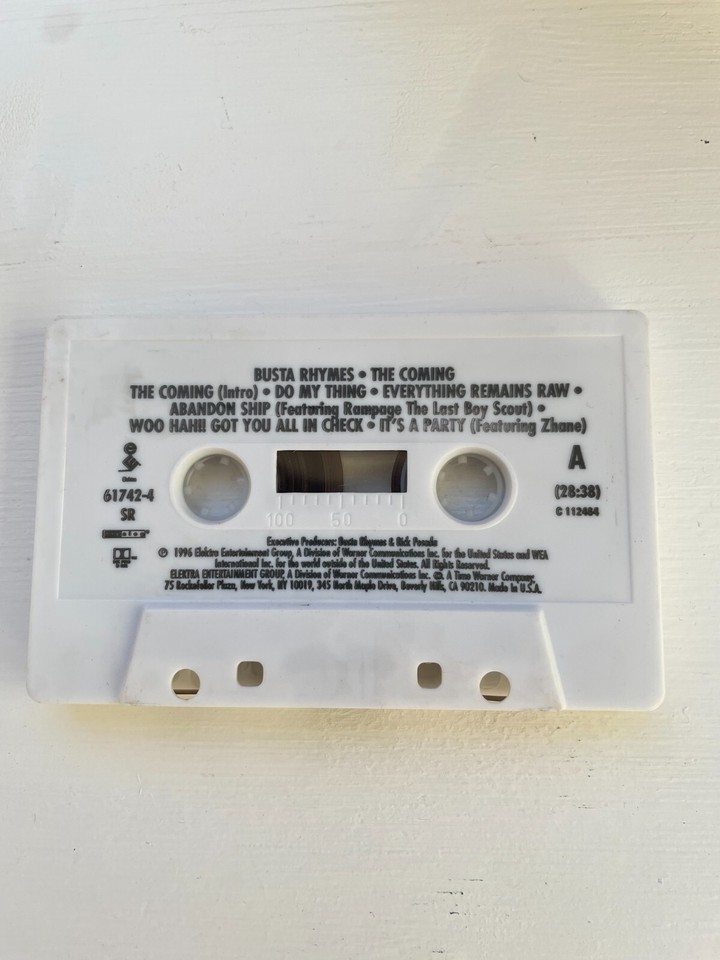 BUSTA RHYMES • THE COMING
THE COMING (Intro) • DO MY THING • EVERYTHING REMAINS RAW •
ABANDON SHIP (Featuring Rampage The Last Boy Scout) •
WOO HAH!! GOT YOU ALL IN CHECK • IT'S A PARTY (Featuring Zhane)
A
61742-4
SR
(28:38)
C 112464
100 50 0
Executive Producers: Busta Rhymes & Rick Posada
℗ 1996 Elektra Entertainment Group, A Division of Warner Communications Inc. for the United States and WEA
International Inc. for the world outside of the United States. All Rights Reserved.
ELEKTRA ENTERTAINMENT GROUP, A Division of Warner Communications Inc. A Time Warner Company.
75 Rockefeller Plaza, New York, NY 10019, 345 North Maple Drive, Beverly Hills, CA 90210. Made in U.S.A.